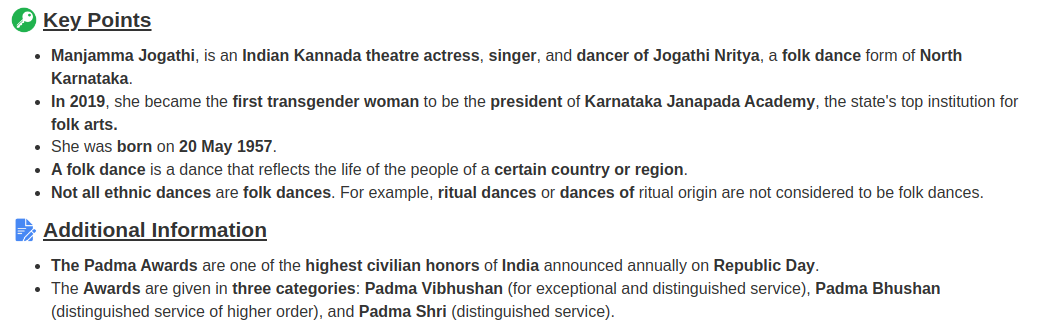 Key Points
Manjamma Jogathi, is an Indian Kannada theatre actress, singer, and dancer of Jogathi Nritya, a folk dance form of North
Karnataka.
In 2019, she became the first transgender woman to be the president of Karnataka Janapada Academy, the state's top institution for
folk arts.
She was born on 20 May 1957.
A folk dance is a dance that reflects the life of the people of a certain country or region.
Not all ethnic dances are folk dances. For example, ritual dances or dances of ritual origin are not considered to be folk dances.
Additional Information
The Padma Awards are one of the highest civilian honors of India announced annually on Republic Day.
The Awards are given in three categories: Padma Vibhushan (for exceptional and distinguished service), Padma Bhushan
(distinguished service of higher order), and Padma Shri (distinguished service).